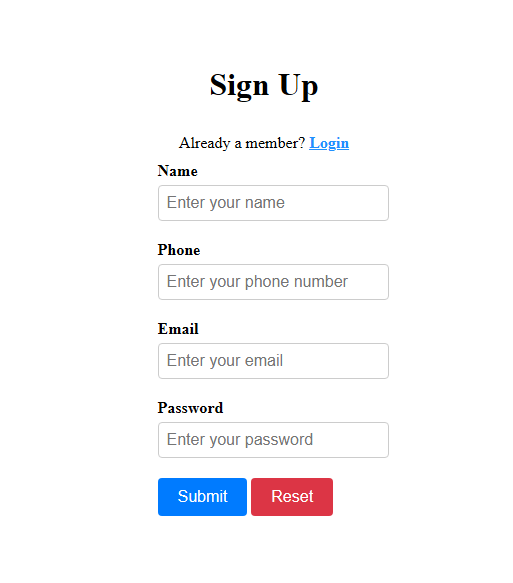 Sign Up
Already a member? Login
Name
Enter your name
Phone
Enter your phone number
Email
Enter your email
Password
Enter your password
Submit Reset